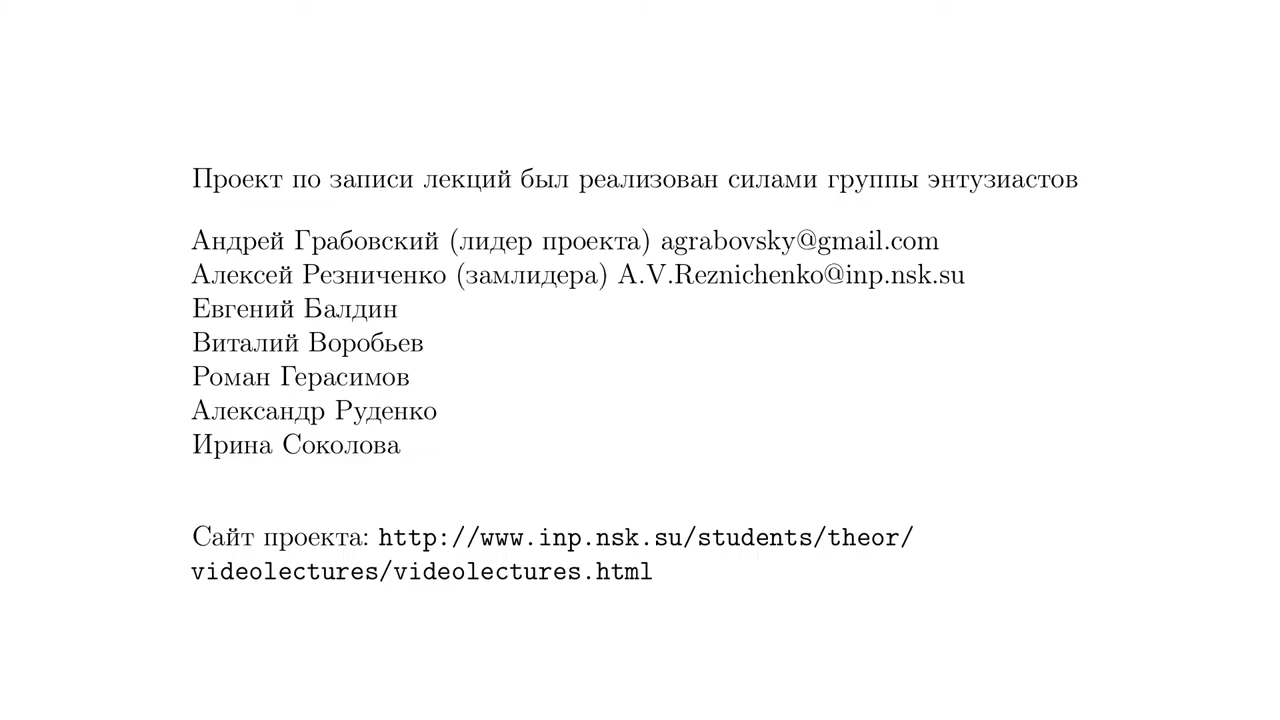 Проект по записи лекций был реализован силами группы энтузиастов
Андрей Грабовский (лидер проекта) agrabovsky@gmail.com
Алексей Резниченко (замлидера) A.V.Reznichenko@inp.nsk.su
Евгений Балдин
Виталий Воробьев
Роман Герасимов
Александр Руденко
Ирина Соколова
Сайт проекта: http://www.inp.nsk.su/students/theor/
videolectures/videolectures.html